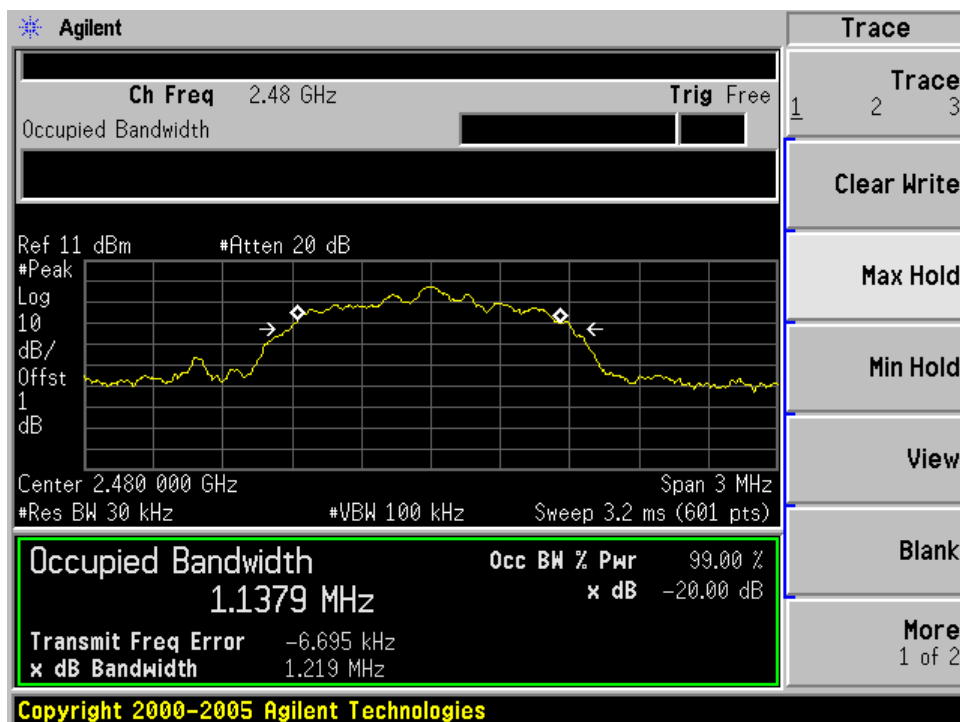 Agilent
Trace
Ch Freq 2.48 GHz Trig Free
Occupied Bandwidth
Trace
1 2 3
Clear Write
Max Hold
Min Hold
View
Blank
More
1 of 2
Ref 11 dBm #Atten 20 dB
#Peak
Log
10
dB/
Offst
1
dB
Center 2.480 000 GHz Span 3 MHz
#Res BW 30 kHz #VBW 100 kHz Sweep 3.2 ms (601 pts)
Occupied Bandwidth Occ BW % Pwr 99.00 %
1.1379 MHz x dB -20.00 dB
Transmit Freq Error -6.695 kHz
x dB Bandwidth 1.219 MHz
Copyright 2000-2005 Agilent Technologies